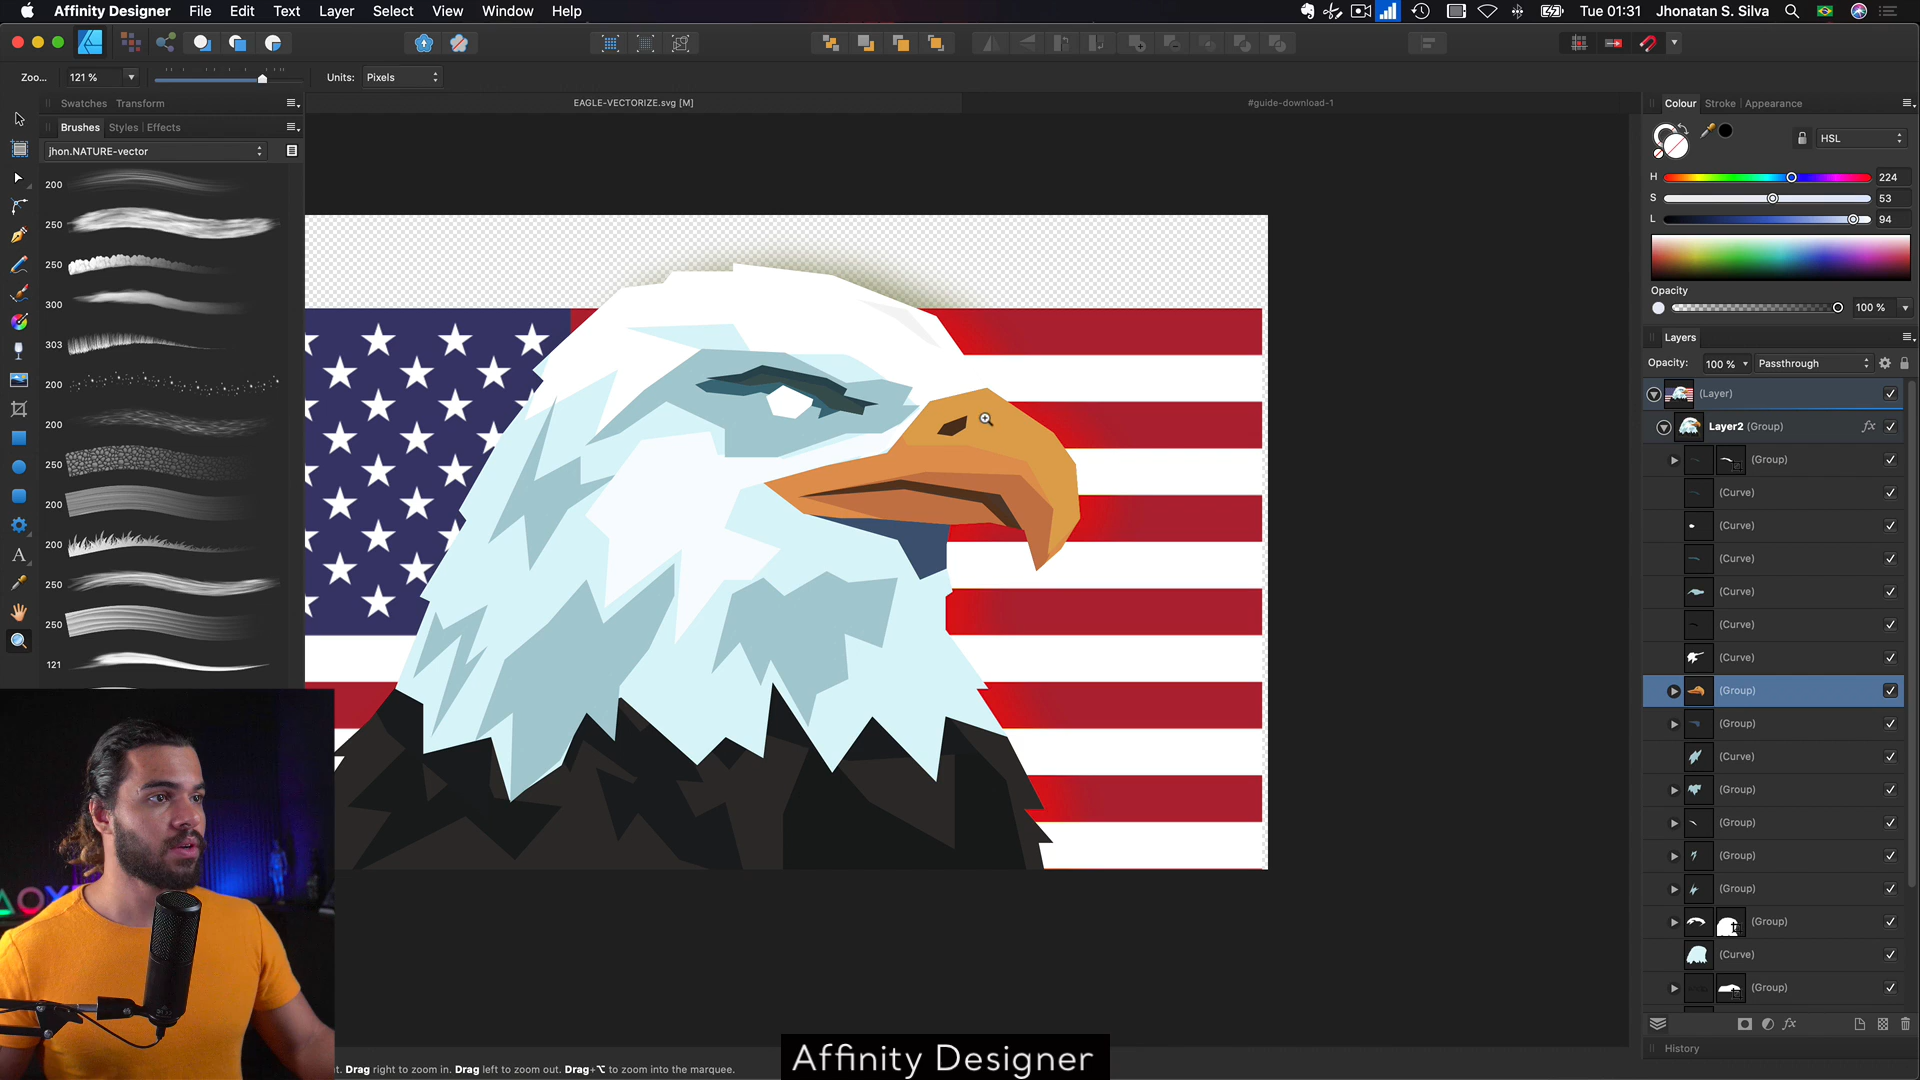 Affinity Designer File Edit Text Layer Select View Window Help
Tue 01:31 Jhonatan S. Silva
Zoo... 121 % Units: Pixels
Swatches Transform
EAGLE-VECTORIZE.svg [M]
#guide-download-1
Brushes Styles Effects
jhon.NATURE-vector
200
250
250
300
303
200
200
250
200
200
250
250
121
Colour Stroke Appearance
HSL
H 224
S 53
L 94
Opacity
100 %
Layers
Opacity: 100 % Passthrough
(Layer)
Layer2 (Group) fx
(Group)
(Curve)
(Curve)
(Curve)
(Curve)
(Curve)
(Curve)
(Group)
(Group)
(Curve)
(Group)
(Group)
(Group)
(Group)
(Group)
(Curve)
(Group)
fx
History
t. Drag right to zoom in. Drag left to zoom out. Drag+⌥ to zoom into the marquee.
Affinity Designer